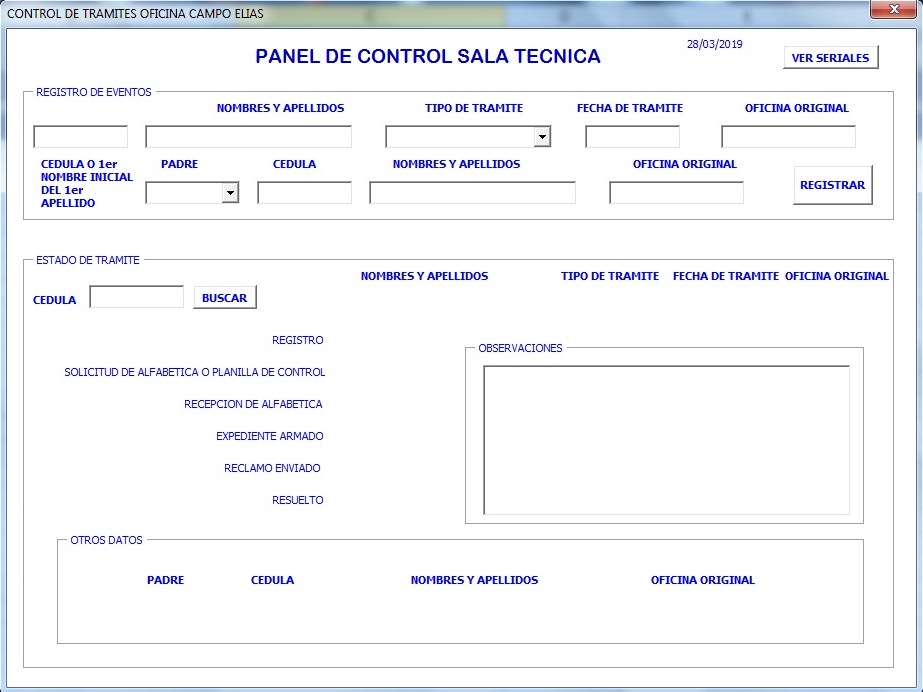 CONTROL DE TRAMITES OFICINA CAMPO ELIAS
PANEL DE CONTROL SALA TECNICA
28/03/2019
VER SERIALES
REGISTRO DE EVENTOS
NOMBRES Y APELLIDOS
TIPO DE TRAMITE
FECHA DE TRAMITE
OFICINA ORIGINAL
CEDULA O 1er
NOMBRE INICIAL
DEL 1er
APELLIDO
PADRE
CEDULA
NOMBRES Y APELLIDOS
OFICINA ORIGINAL
REGISTRAR
ESTADO DE TRAMITE
NOMBRES Y APELLIDOS
TIPO DE TRAMITE
FECHA DE TRAMITE
OFICINA ORIGINAL
CEDULA
BUSCAR
REGISTRO
SOLICITUD DE ALFABETICA O PLANILLA DE CONTROL
RECEPCION DE ALFABETICA
EXPEDIENTE ARMADO
RECLAMO ENVIADO
RESUELTO
OBSERVACIONES
OTROS DATOS
PADRE
CEDULA
NOMBRES Y APELLIDOS
OFICINA ORIGINAL